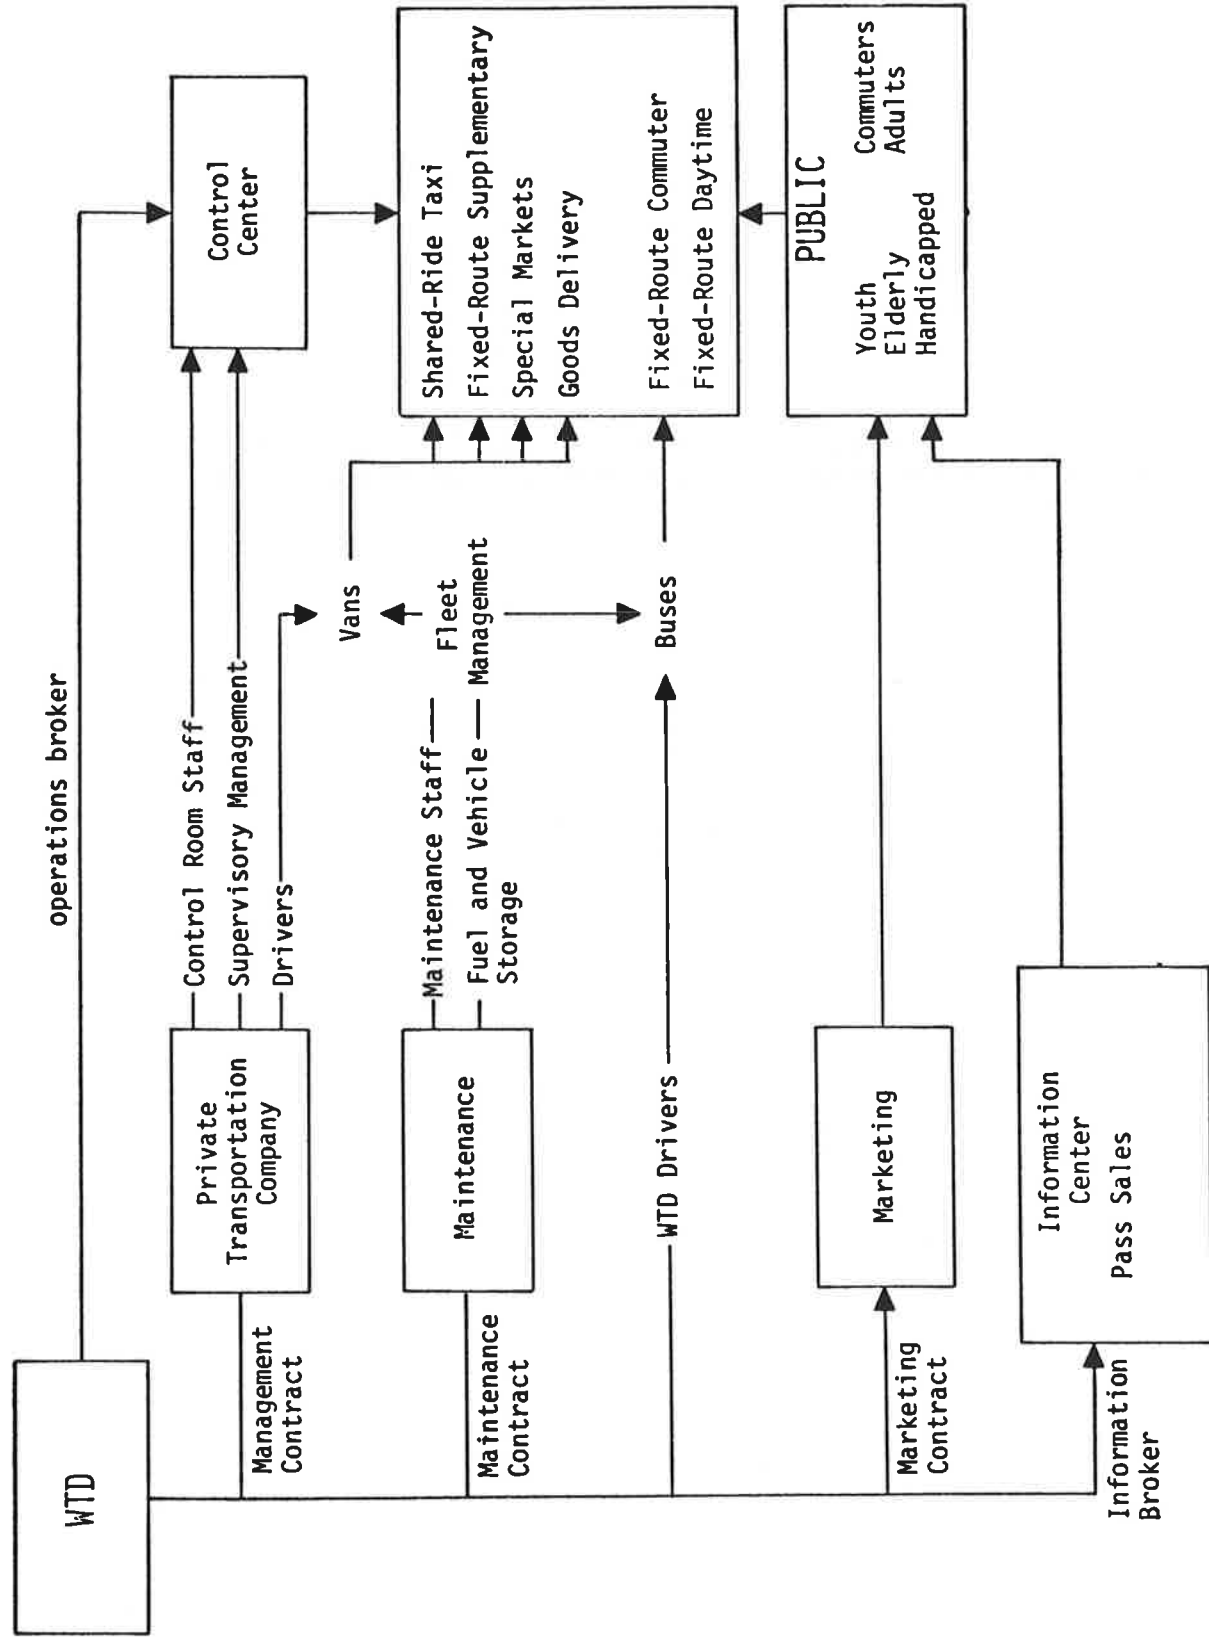 WTD
operations broker
Management
Contract
Private
Transportation
Company
Control Room Staff
Supervisory Management
Drivers
Control
Center
Vans
Maintenance
Contract
Maintenance
Maintenance Staff
Fuel and Vehicle
Storage
Fleet
Management
Shared-Ride Taxi
Fixed-Route Supplementary
Special Markets
Goods Delivery
Fixed-Route Commuter
Fixed-Route Daytime
WTD Drivers
Buses
Marketing
Contract
Marketing
PUBLIC
Youth
Elderly
Handicapped
Commuters
Adults
Information
Broker
Information
Center
Pass Sales